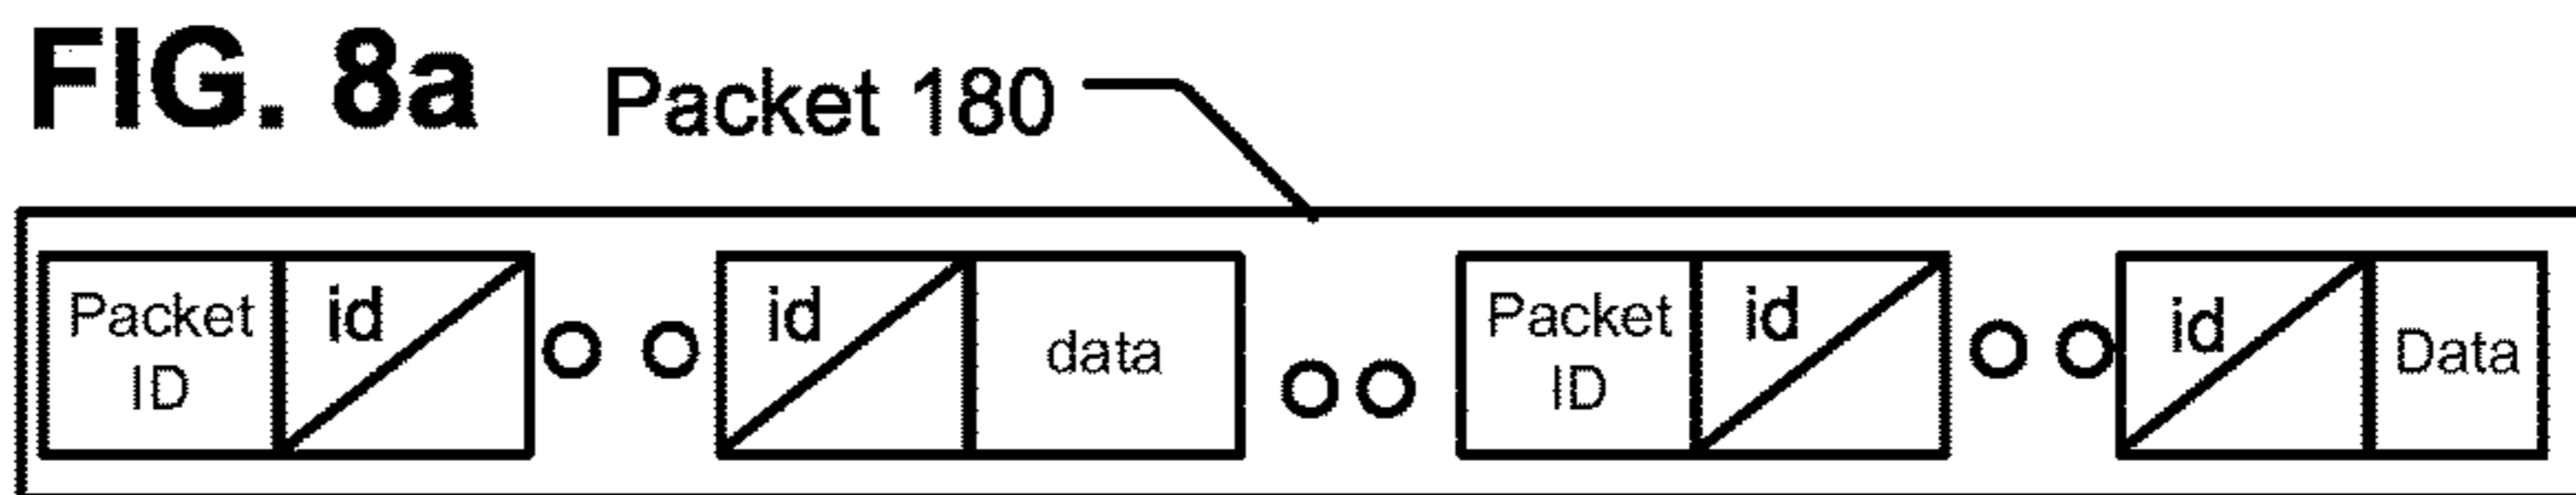 FIG. 8a Packet 180
Packet ID id id data Packet ID id id Data